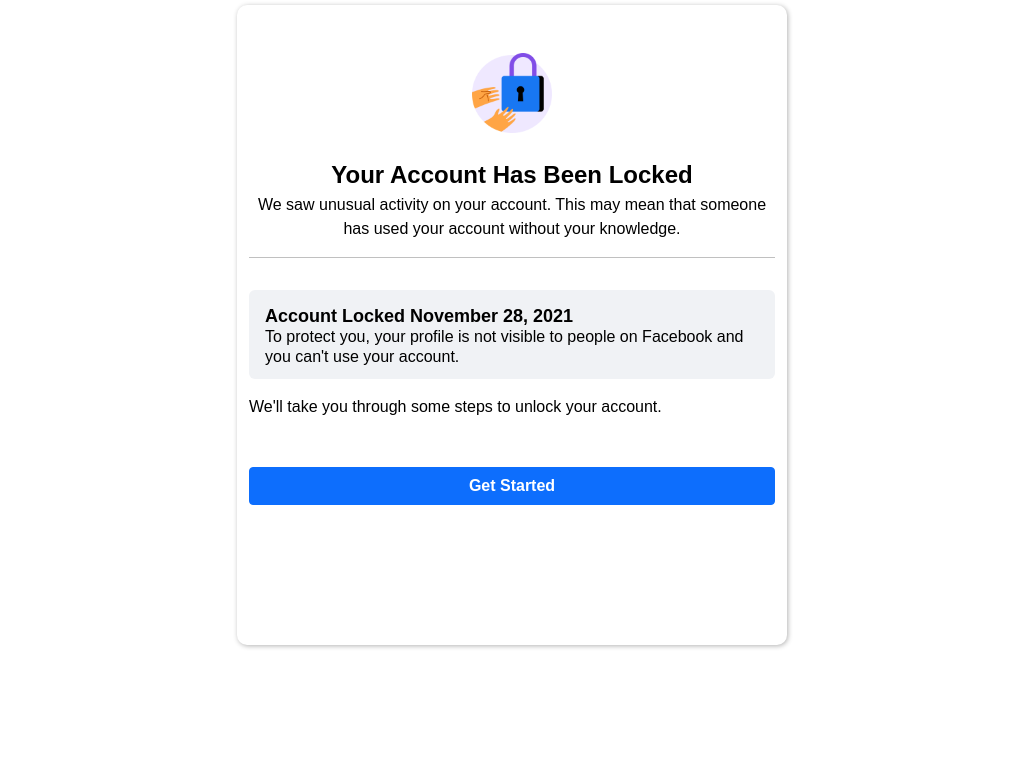 Your Account Has Been Locked
We saw unusual activity on your account. This may mean that someone
has used your account without your knowledge.
Account Locked November 28, 2021
To protect you, your profile is not visible to people on Facebook and
you can't use your account.
We'll take you through some steps to unlock your account.
Get Started